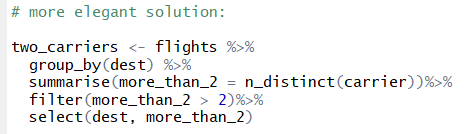 # more elegant solution:
two_carriers <- flights %>%
  group_by(dest) %>%
  summarise(more_than_2 = n_distinct(carrier))%>%
  filter(more_than_2 > 2)%>%
  select(dest, more_than_2)